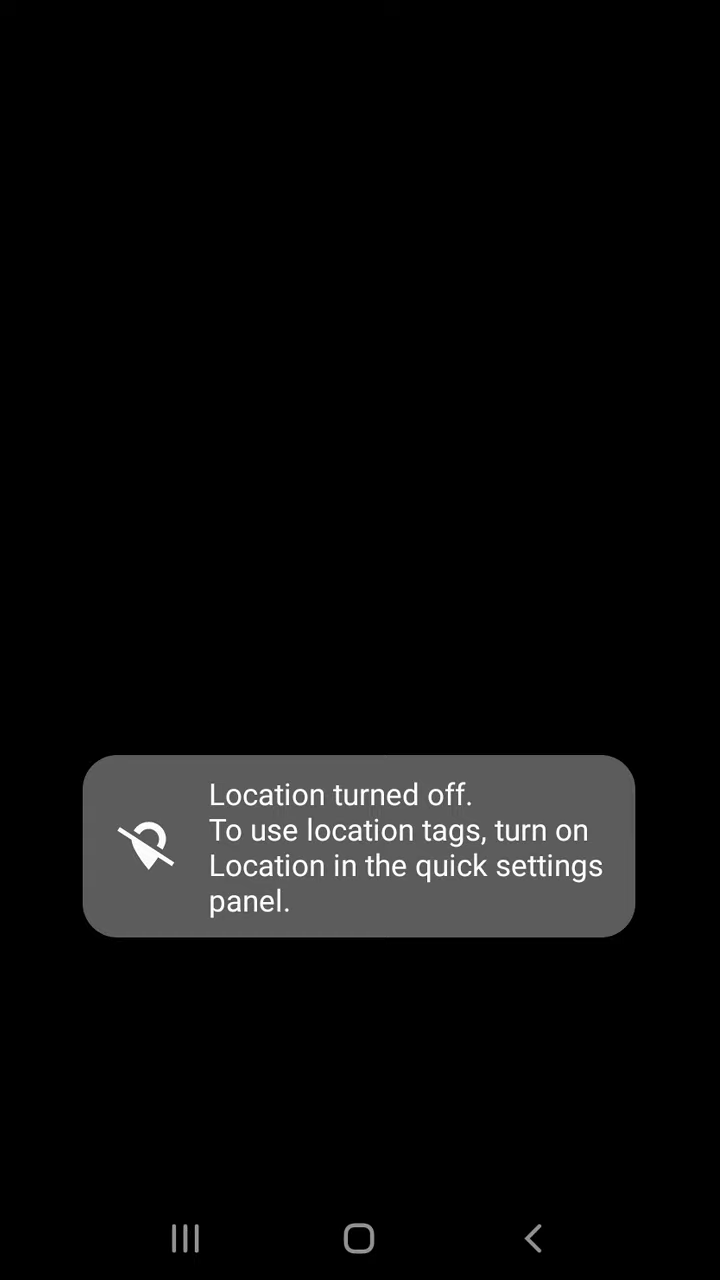 Location turned off.
To use location tags, turn on
Location in the quick settings
panel.